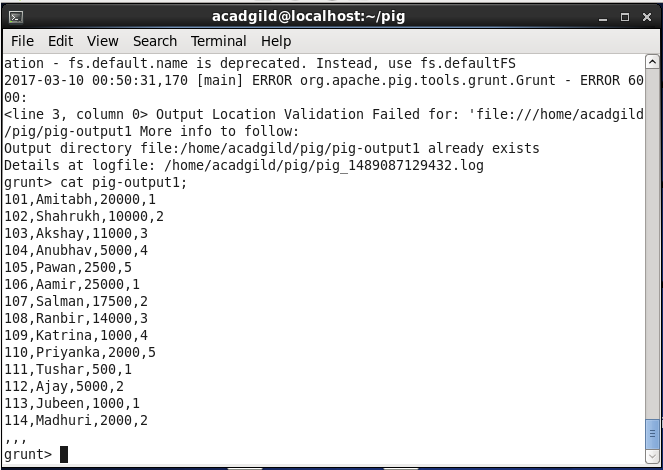 acadgild@localhost:~/pig
File Edit View Search Terminal Help
ation - fs.default.name is deprecated. Instead, use fs.defaultFS
2017-03-10 00:50:31,170 [main] ERROR org.apache.pig.tools.grunt.Grunt - ERROR 60
00:
<line 3, column 0> Output Location Validation Failed for: 'file:///home/acadgild
/pig/pig-output1 More info to follow:
Output directory file:/home/acadgild/pig/pig-output1 already exists
Details at logfile: /home/acadgild/pig/pig_1489087129432.log
grunt> cat pig-output1;
101,Amitabh,20000,1
102,Shahrukh,10000,2
103,Akshay,11000,3
104,Anubhav,5000,4
105,Pawan,2500,5
106,Aamir,25000,1
107,Salman,17500,2
108,Ranbir,14000,3
109,Katrina,1000,4
110,Priyanka,2000,5
111,Tushar,500,1
112,Ajay,5000,2
113,Jubeen,1000,1
114,Madhuri,2000,2
,,,
grunt>